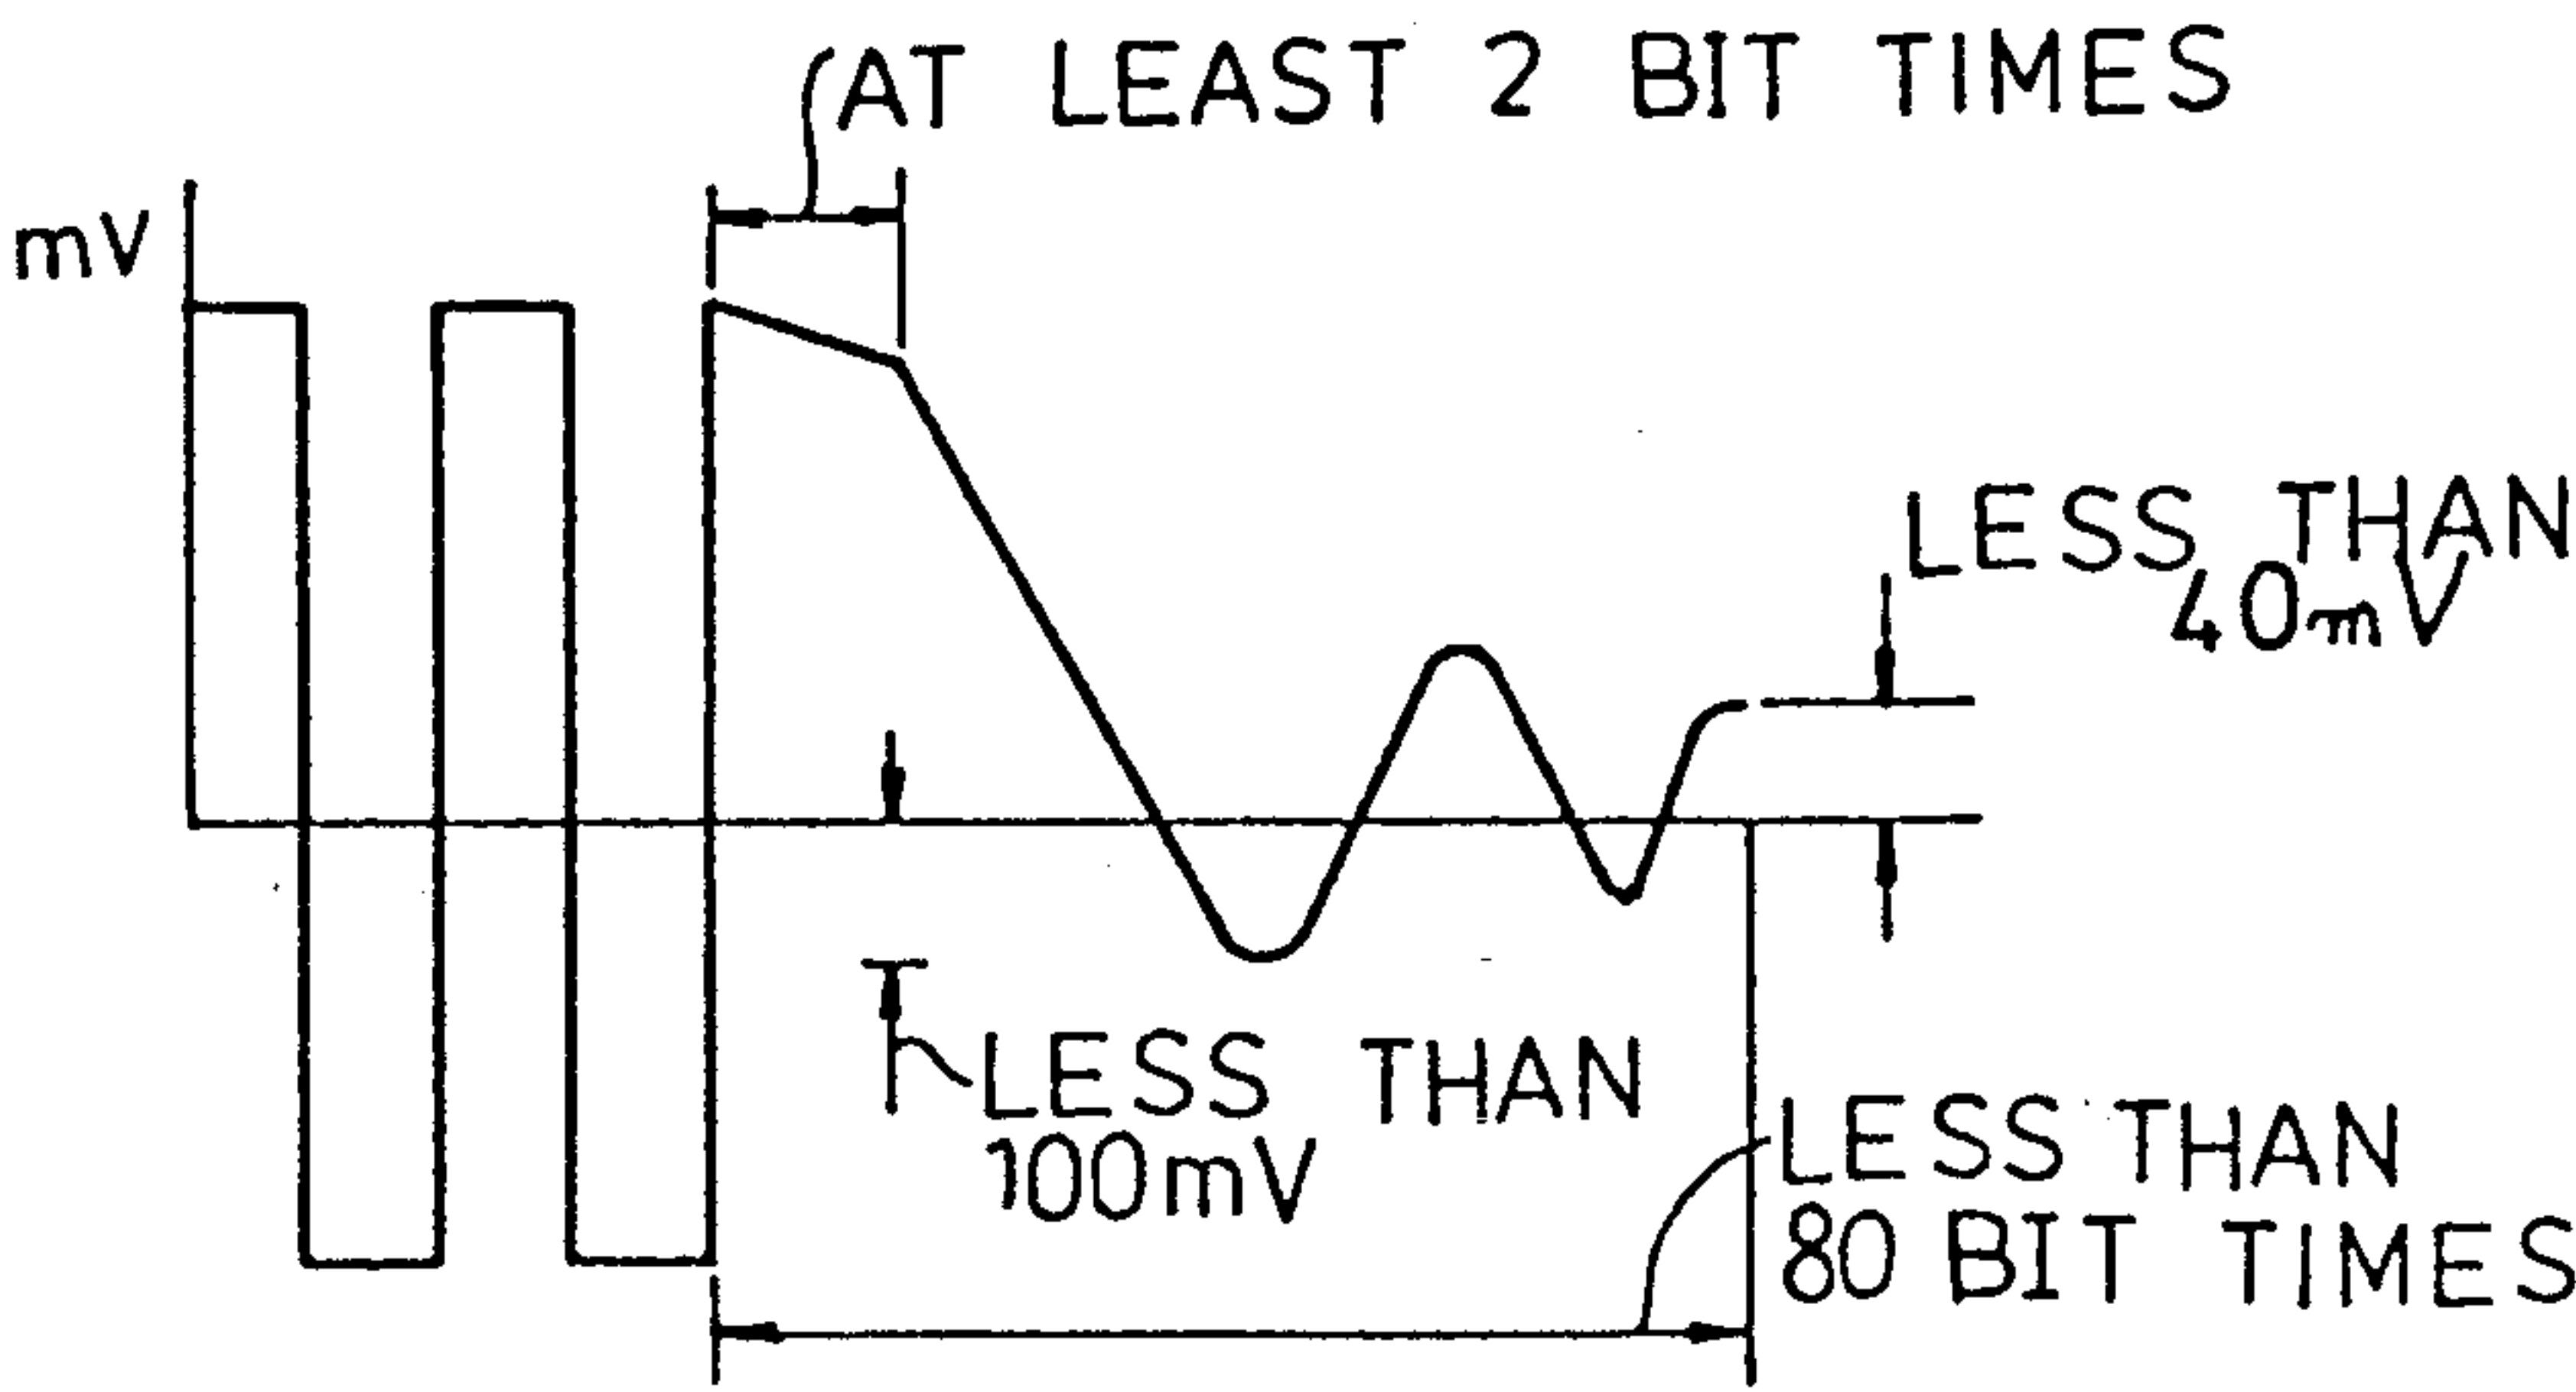 AT LEAST 2 BIT TIMES
mV
LESS THAN
40mV
LESS THAN
100mV
LESS THAN
80 BIT TIMES